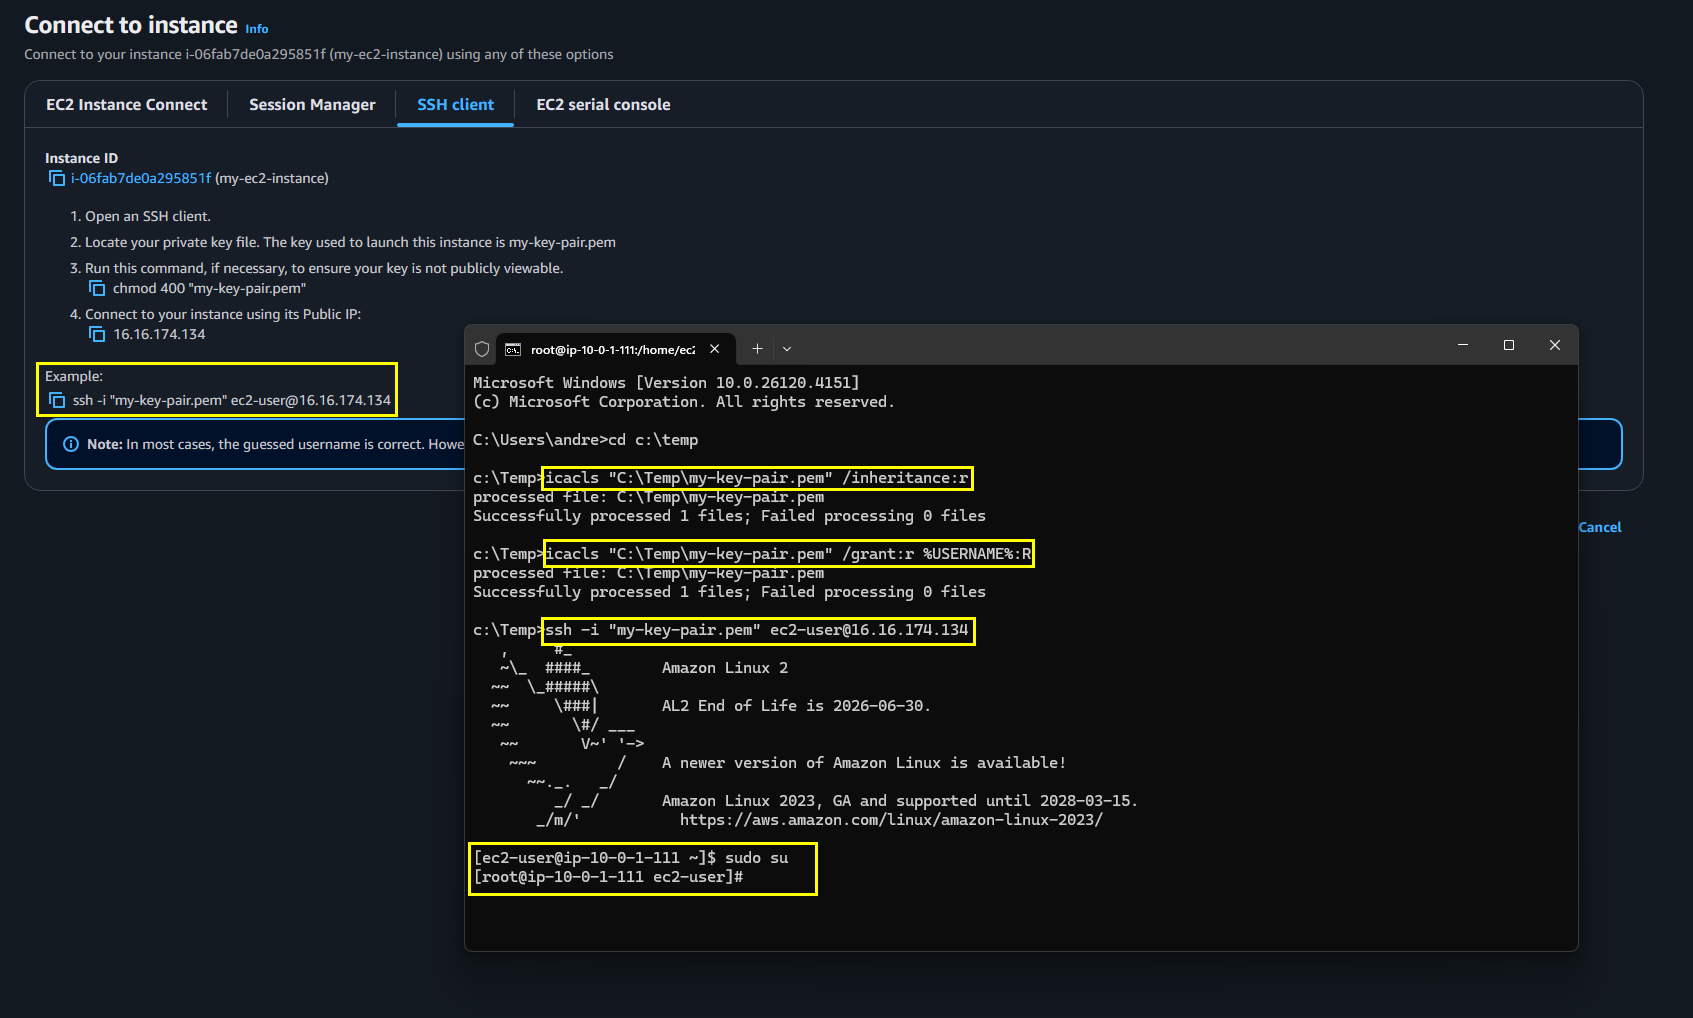 Connect to instance Info
Connect to your instance i-06fab7de0a295851f (my-ec2-instance) using any of these options
EC2 Instance Connect
Session Manager
SSH client
EC2 serial console
Instance ID
i-06fab7de0a295851f (my-ec2-instance)
1. Open an SSH client.
2. Locate your private key file. The key used to launch this instance is my-key-pair.pem
3. Run this command, if necessary, to ensure your key is not publicly viewable.
chmod 400 "my-key-pair.pem"
4. Connect to your instance using its Public IP:
16.16.174.134
Example:
ssh -i "my-key-pair.pem" ec2-user@16.16.174.134
Note: In most cases, the guessed username is correct. Howe
Cancel
root@ip-10-0-1-111:/home/ec2
Microsoft Windows [Version 10.0.26120.4151]
(c) Microsoft Corporation. All rights reserved.
C:\Users\andre>cd c:\temp
c:\Temp>icacls "C:\Temp\my-key-pair.pem" /inheritance:r
processed file: C:\Temp\my-key-pair.pem
Successfully processed 1 files; Failed processing 0 files
c:\Temp>icacls "C:\Temp\my-key-pair.pem" /grant:r %USERNAME%:R
processed file: C:\Temp\my-key-pair.pem
Successfully processed 1 files; Failed processing 0 files
c:\Temp>ssh -i "my-key-pair.pem" ec2-user@16.16.174.134
   ,     #_
   ~\_  ####_        Amazon Linux 2
  ~~  \_#####\
  ~~     \###|       AL2 End of Life is 2026-06-30.
  ~~       \#/ ___
   ~~       V~' '->
    ~~~         /    A newer version of Amazon Linux is available!
      ~~._.   _/
         _/ _/       Amazon Linux 2023, GA and supported until 2028-03-15.
       _/m/'           https://aws.amazon.com/linux/amazon-linux-2023/
[ec2-user@ip-10-0-1-111 ~]$ sudo su
[root@ip-10-0-1-111 ec2-user]#